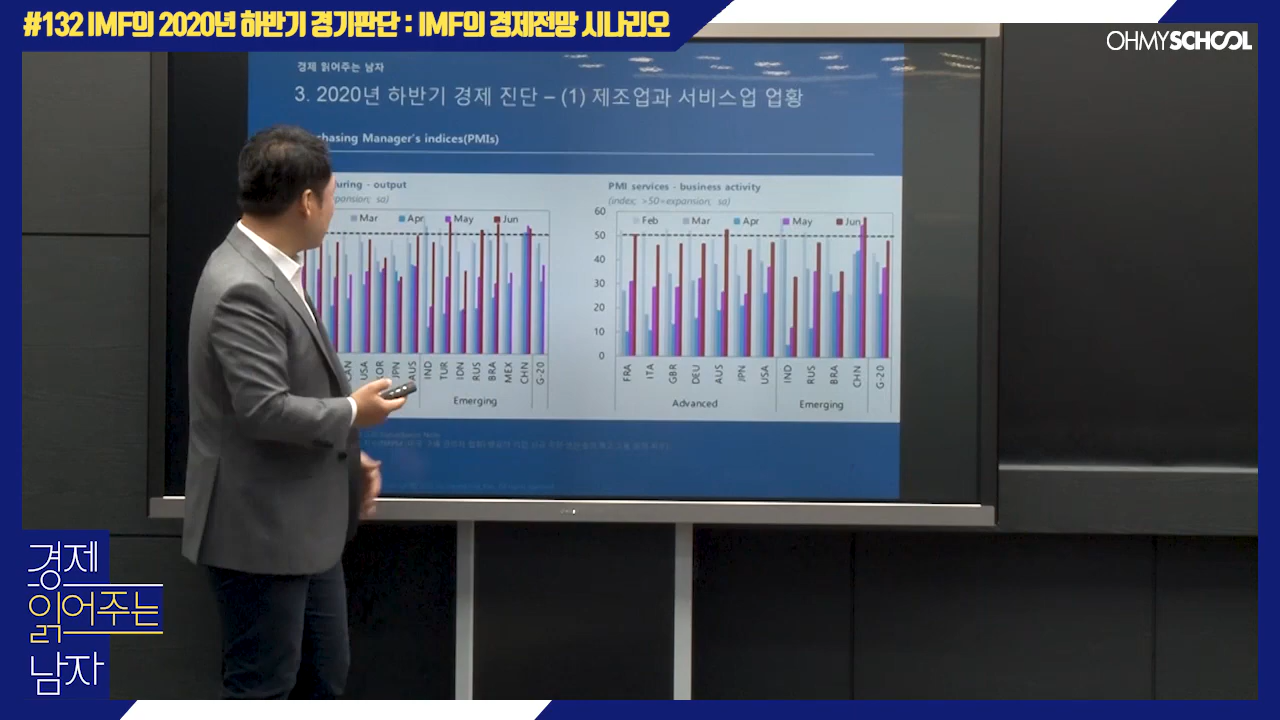 #132 IMF의 2020년 하반기 경기판단 : IMF의 경제전망 시나리오
OHMYSCHOOL
경제 읽어주는 남자
3. 2020년 하반기 경제 진단 – (1) 제조업과 서비스업 업황
chasing Manager's indices(PMIs)
uring - output
pansion; sa)
Mar Apr May Jun
USA JPN AUS IND TUR IDN RUS BRA MEX CHN G-20
Emerging
PMI services - business activity
(index; >50=expansion; sa)
Feb Mar Apr May Jun
60
50
40
30
20
10
0
FRA ITA GBR DEU AUS JPN USA IND RUS BRA CHN G-20
Advanced Emerging
경제
읽어주는
남자